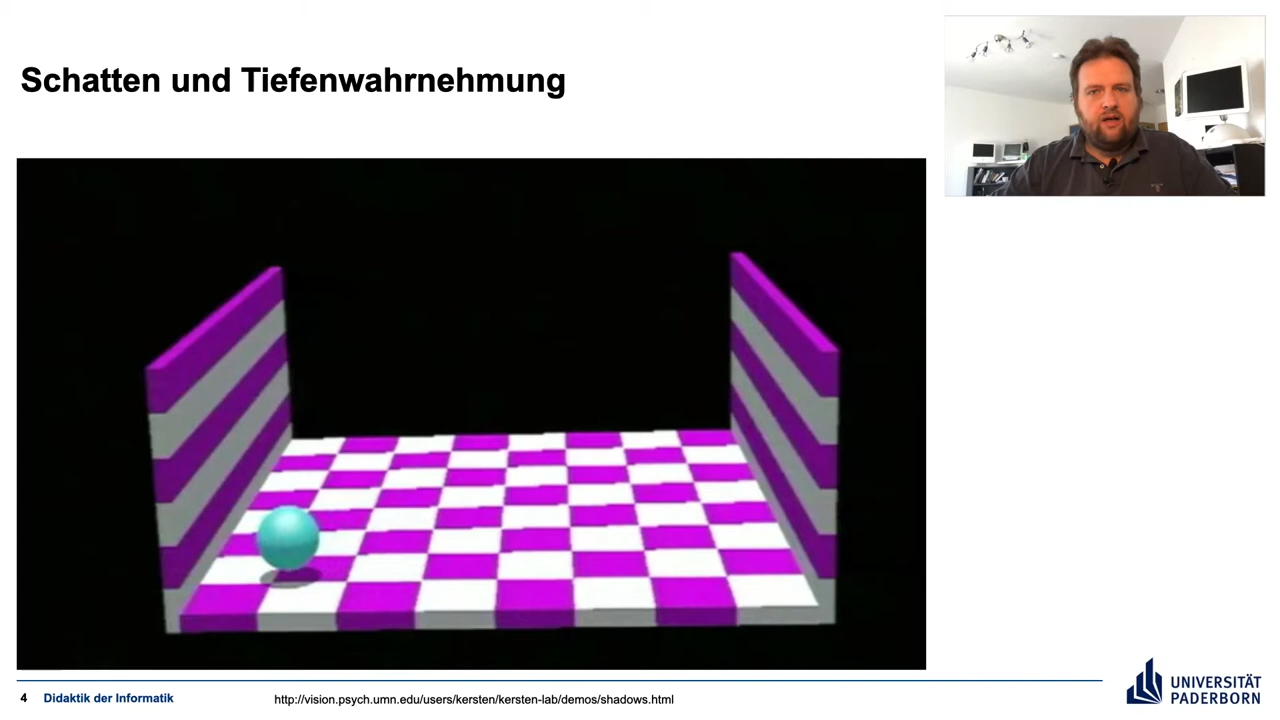 Schatten und Tiefenwahrnehmung
4 Didaktik der Informatik
http://vision.psych.umn.edu/users/kersten/kersten-lab/demos/shadows.html
UNIVERSITÄT
PADERBORN